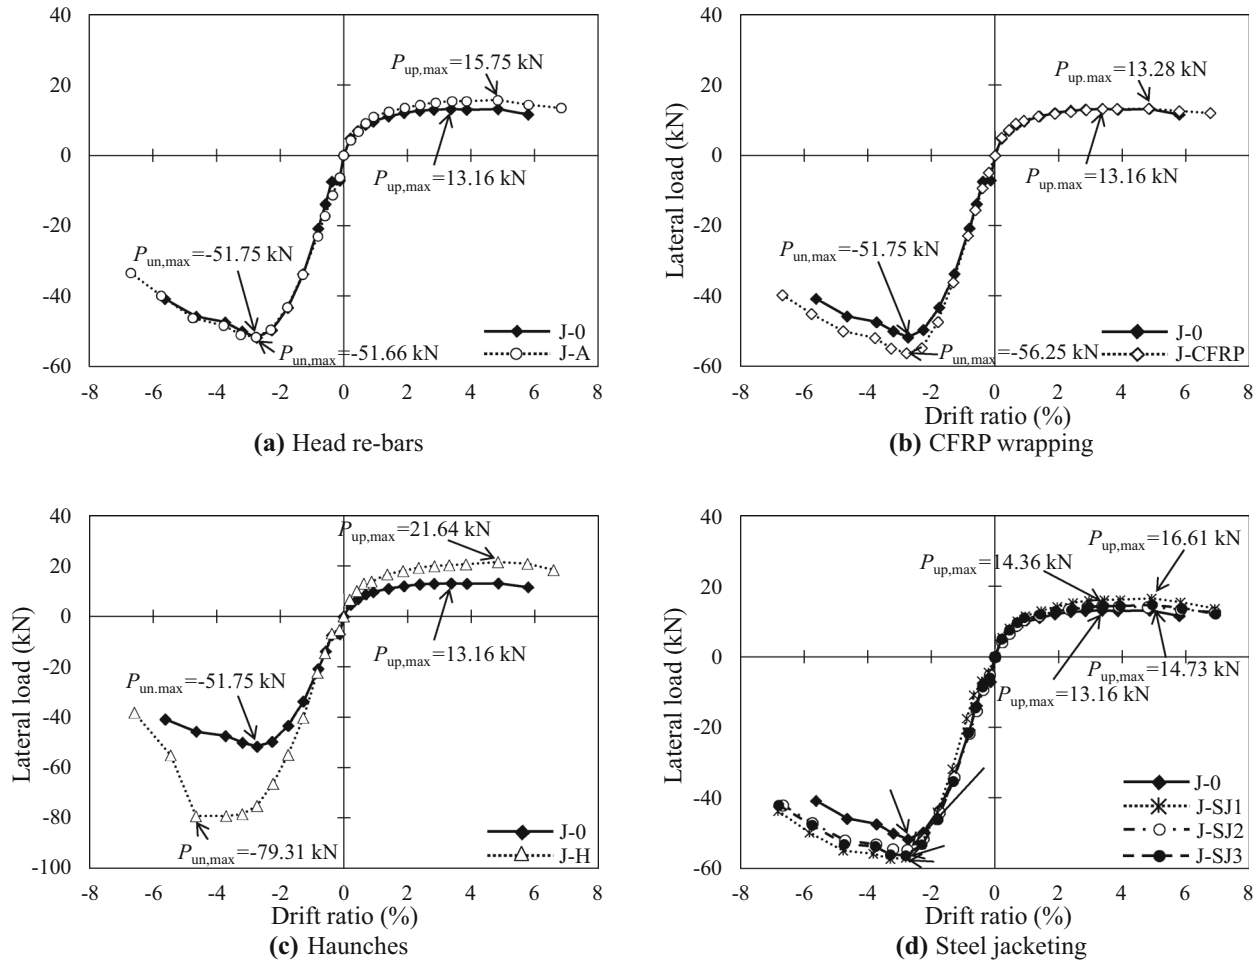 40
20
0
-20
-40
-60
-8 -6 -4 -2 0 2 4 6 8
Pup,max=15.75 kN
Pup,max=13.16 kN
Pun,max=-51.75 kN
Pun,max=-51.66 kN
J-0
J-A
(a) Head re-bars
40
20
0
-20
-40
-60
Lateral load (kN)
-8 -6 -4 -2 0 2 4 6 8
Pup.max=13.28 kN
Pup.max=13.16 kN
Pun,max=-51.75 kN
Pun,max=-56.25 kN
J-0
J-CFRP
Drift ratio (%)
(b) CFRP wrapping
40
20
0
-20
-40
-60
-80
-100
Lateral load (kN)
-8 -6 -4 -2 0 2 4 6 8
Pup,max=21.64 kN
Pup,max=13.16 kN
Pun.max=-51.75 kN
Pun,max=-79.31 kN
J-0
J-H
Drift ratio (%)
(c) Haunches
40
20
0
-20
-40
-60
Lateral load (kN)
-8 -6 -4 -2 0 2 4 6 8
Pup,max=16.61 kN
Pup,max=14.36 kN
Pup,max=14.73 kN
Pup,max=13.16 kN
J-0
J-SJ1
J-SJ2
J-SJ3
Drift ratio (%)
(d) Steel jacketing